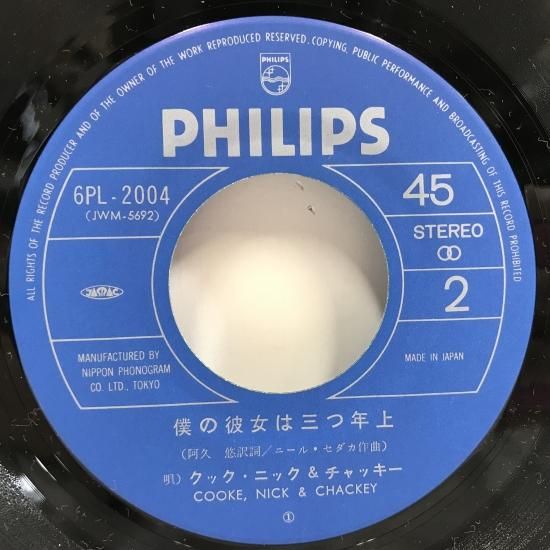 ALL RIGHTS OF THE RECORD PRODUCER AND OF THE OWNER OF THE WORK REPRODUCED RESERVED. COPYING, PUBLIC PERFORMANCE AND BROADCASTING OF THIS RECORD PROHIBITED
PHILIPS
PHILIPS
6PL-2004
(JWM-5692)
45
STEREO
2
JASRAC
MANUFACTURED BY
NIPPON PHONOGRAM
CO. LTD., TOKYO
MADE IN JAPAN
僕の彼女は三つ年上
(阿久 悠訳詞/ニール・セダカ作曲)
唄) クック・ニック&チャッキー
COOKE, NICK & CHACKEY
①